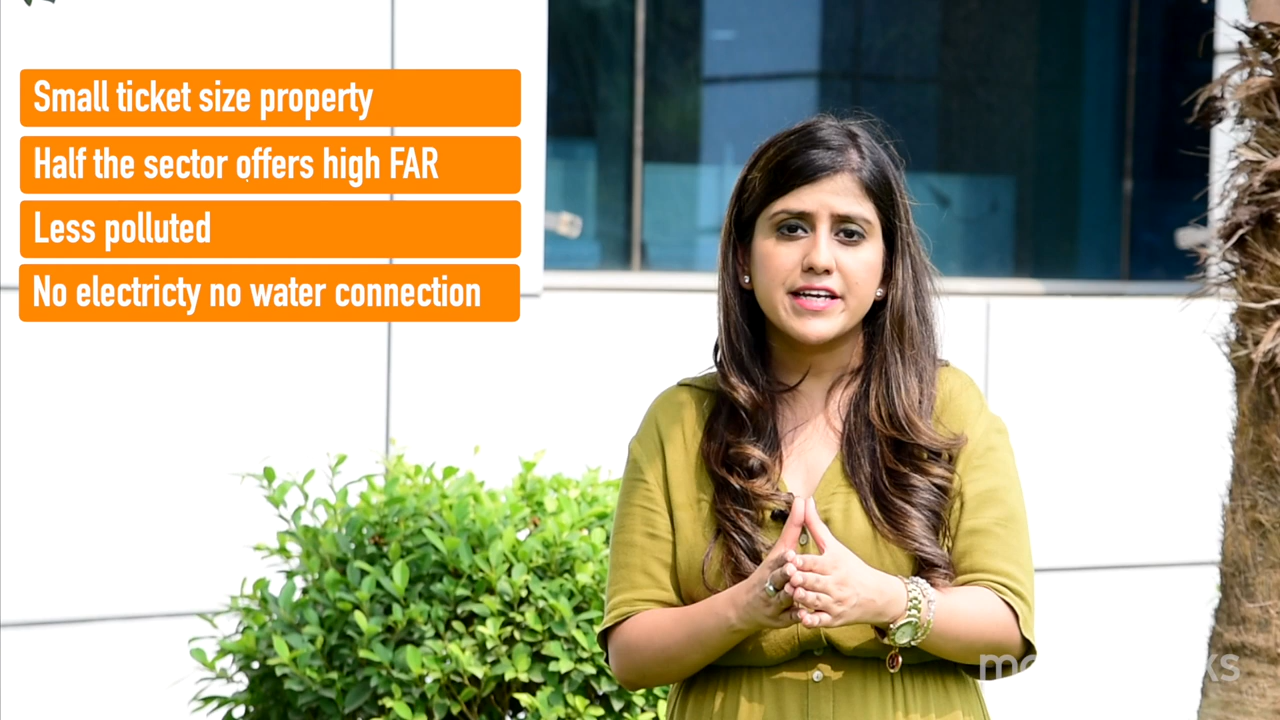 Small ticket size property
Half the sector offers high FAR
Less polluted
No electricty no water connection